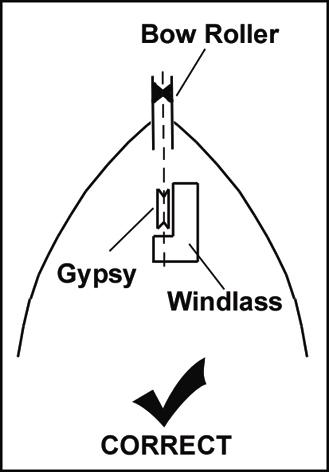 Bow Roller
Gypsy
Windlass
CORRECT